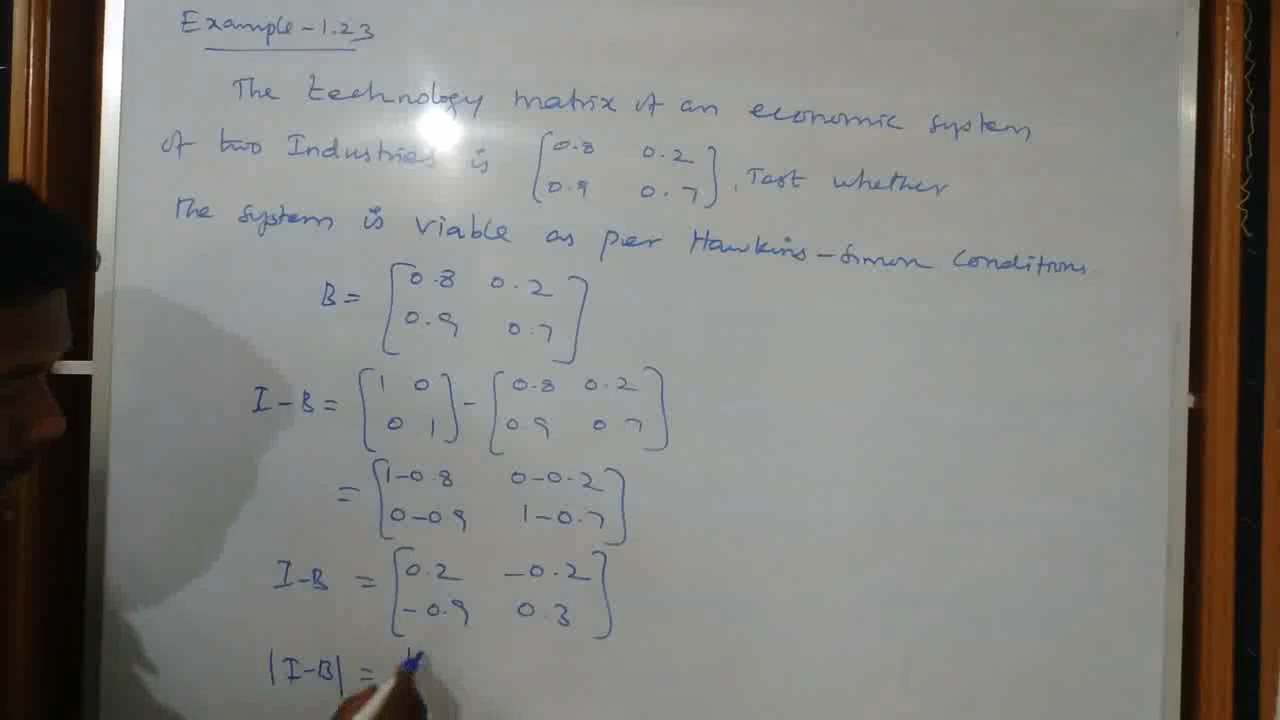 Example-1.23
The technology matrix of an economic system
of two Industries is [0.8 0.2
0.9 0.7]. Test whether
The system is viable as per Hawkins-Simon Conditions
B = [0.8 0.2
0.9 0.7]
I-B = [1 0
0 1] - [0.8 0.2
0.9 0.7]
= [1-0.8 0-0.2
0-0.9 1-0.7]
I-B = [0.2 -0.2
-0.9 0.3]
|I-B| =